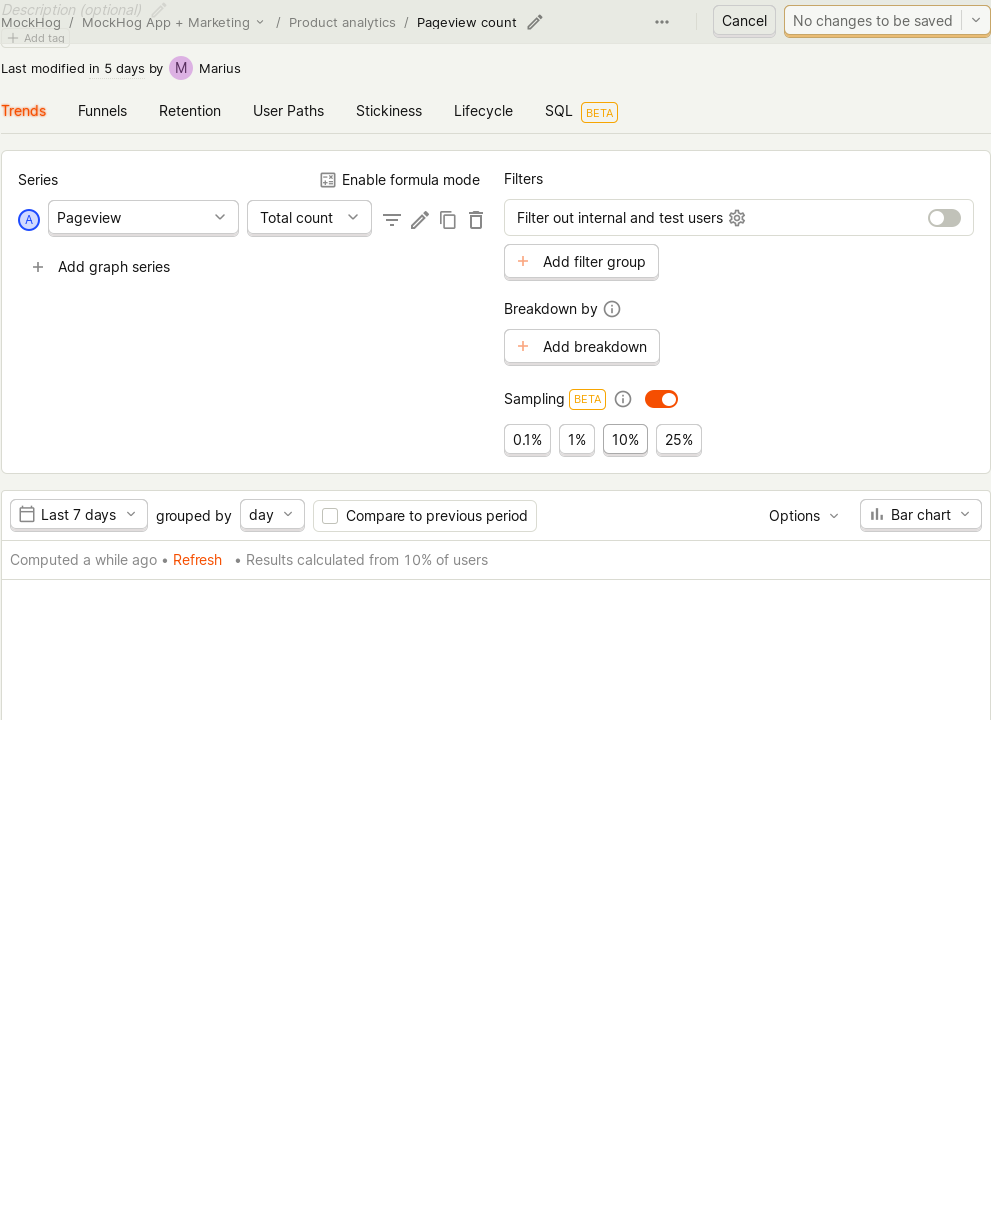 Description (optional)
MockHog / MockHog App + Marketing / Product analytics / Pageview count
Cancel
No changes to be saved
Add tag
Last modified in 5 days by M Marius
Trends Funnels Retention User Paths Stickiness Lifecycle SQL BETA
Series
Enable formula mode
A Pageview Total count
Add graph series
Filters
Filter out internal and test users
Add filter group
Breakdown by
Add breakdown
Sampling BETA
0.1% 1% 10% 25%
Last 7 days grouped by day Compare to previous period Options Bar chart
Computed a while ago • Refresh • Results calculated from 10% of users